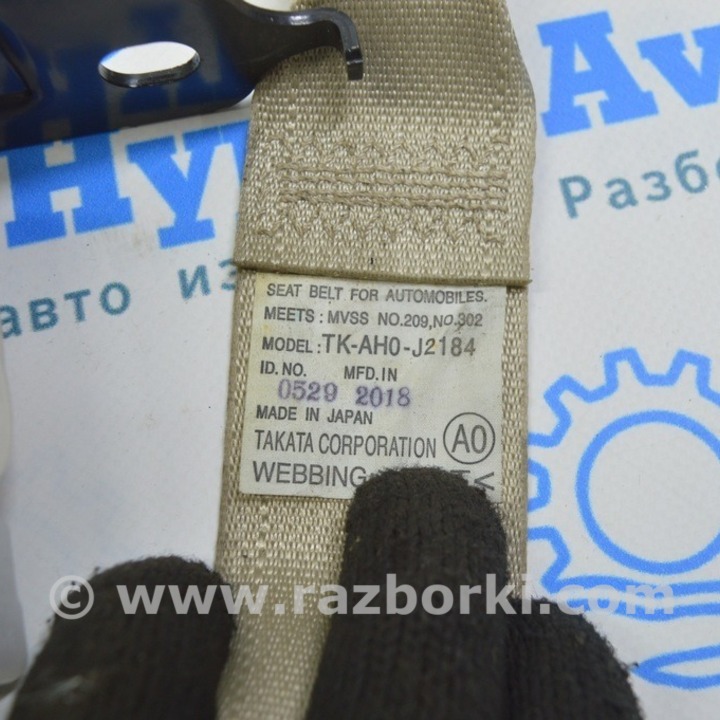 Av
Hy
Разб
авто из
SEAT BELT FOR AUTOMOBILES.
MEETS: MVSS NO.209,NO.302
MODEL: TK-AH0-J2184
ID. NO. MFD. IN
0529 2018
MADE IN JAPAN
TAKATA CORPORATION A0
WEBBING
© www.razborki.com